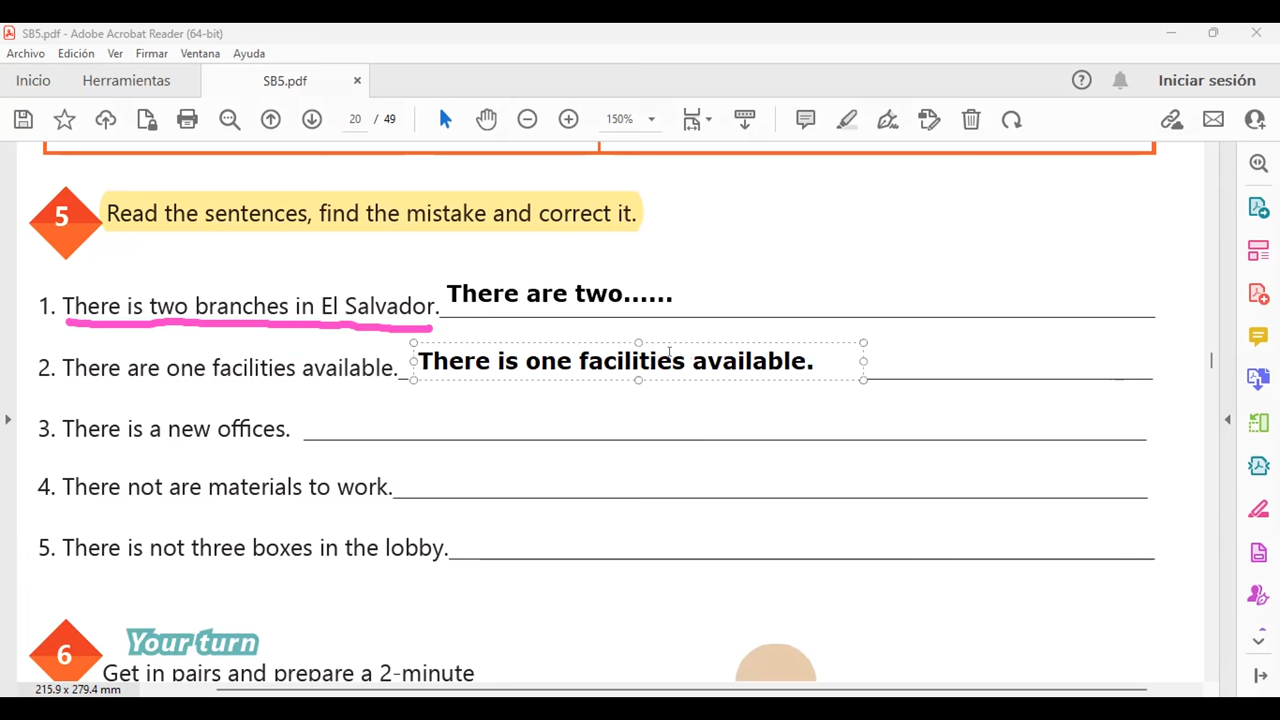 SB5.pdf - Adobe Acrobat Reader (64-bit)
Archivo Edición Ver Firmar Ventana Ayuda
Inicio Herramientas SB5.pdf × Iniciar sesión
20 / 49 150%
5 Read the sentences, find the mistake and correct it.
1. There is two branches in El Salvador. There are two......
2. There are one facilities available. There is one facilities available.
3. There is a new offices.
4. There not are materials to work.
5. There is not three boxes in the lobby.
Your turn
6 Get in pairs and prepare a 2-minute
215.9 x 279.4 mm